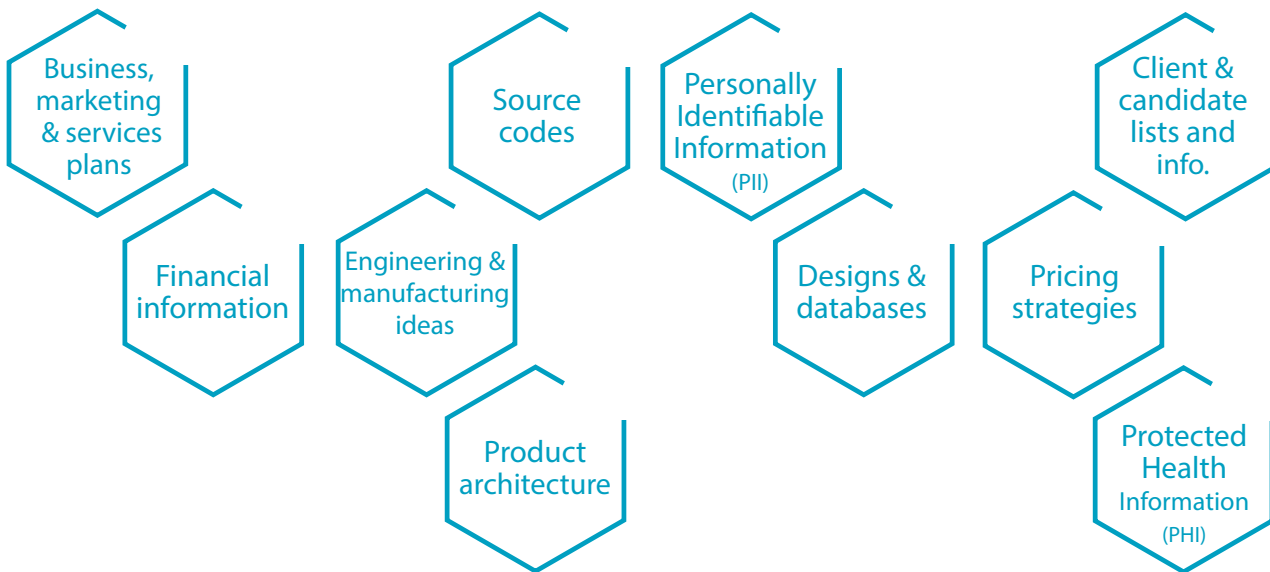 Business,
marketing
& services
plans
Source
codes
Personally
Identifiable
Information
(PII)
Client &
candidate
lists and
info.
Financial
information
Engineering &
manufacturing
ideas
Designs &
databases
Pricing
strategies
Product
architecture
Protected
Health
Information
(PHI)